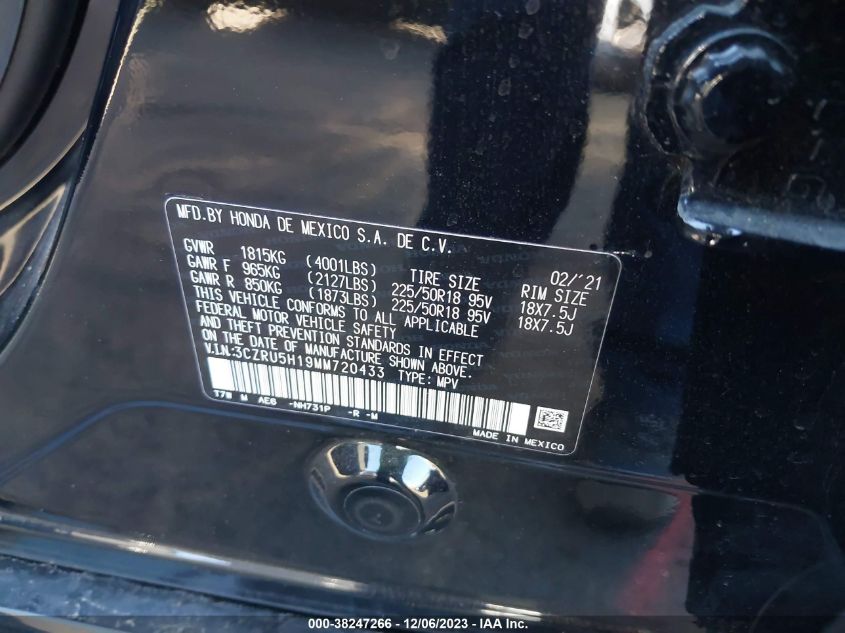 MFD.BY HONDA DE MEXICO S.A. DE C.V.
02/'21
GVWR 1815KG (4001LBS) TIRE SIZE RIM SIZE
GAWR F 965KG (2127LBS) 225/50R18 95V 18X7.5J
GAWR R 850KG (1873LBS) 225/50R18 95V 18X7.5J
THIS VEHICLE CONFORMS TO ALL APPLICABLE
FEDERAL MOTOR VEHICLE SAFETY
AND THEFT PREVENTION STANDARDS IN EFFECT
ON THE DATE OF MANUFACTURE SHOWN ABOVE.
V.I.N.:3CZRU5H19MM720433 TYPE: MPV
T7W M AE6 -NH731P -R -M
MADE IN MEXICO
000-38247266 - 12/06/2023 - IAA Inc.